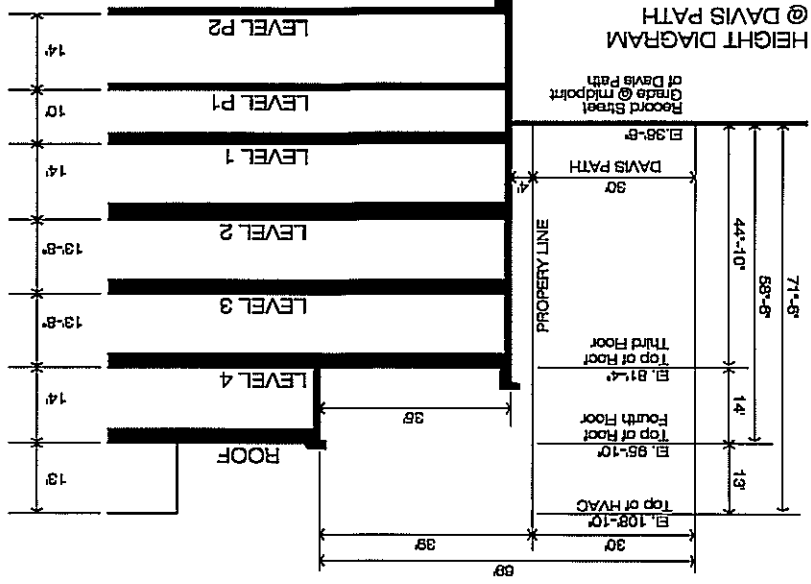 69'
30'
39'
El. 108'-10"
Top of HVAC
13'
13'
El. 95'-10"
Top of Roof
Fourth Floor
ROOF
35'
14'
14'
El. 81'-4"
Top of Roof
Third Floor
LEVEL 4
71'-6"
58'-6"
44'-10"
PROPERY LINE
LEVEL 3
13'-8"
LEVEL 2
13'-8"
30'
4'
DAVIS PATH
LEVEL 1
14'
El.36'-6"
Record Street
Grade @ midpoint
of Davis Path
LEVEL P1
10'
HEIGHT DIAGRAM
@ DAVIS PATH
LEVEL P2
14'